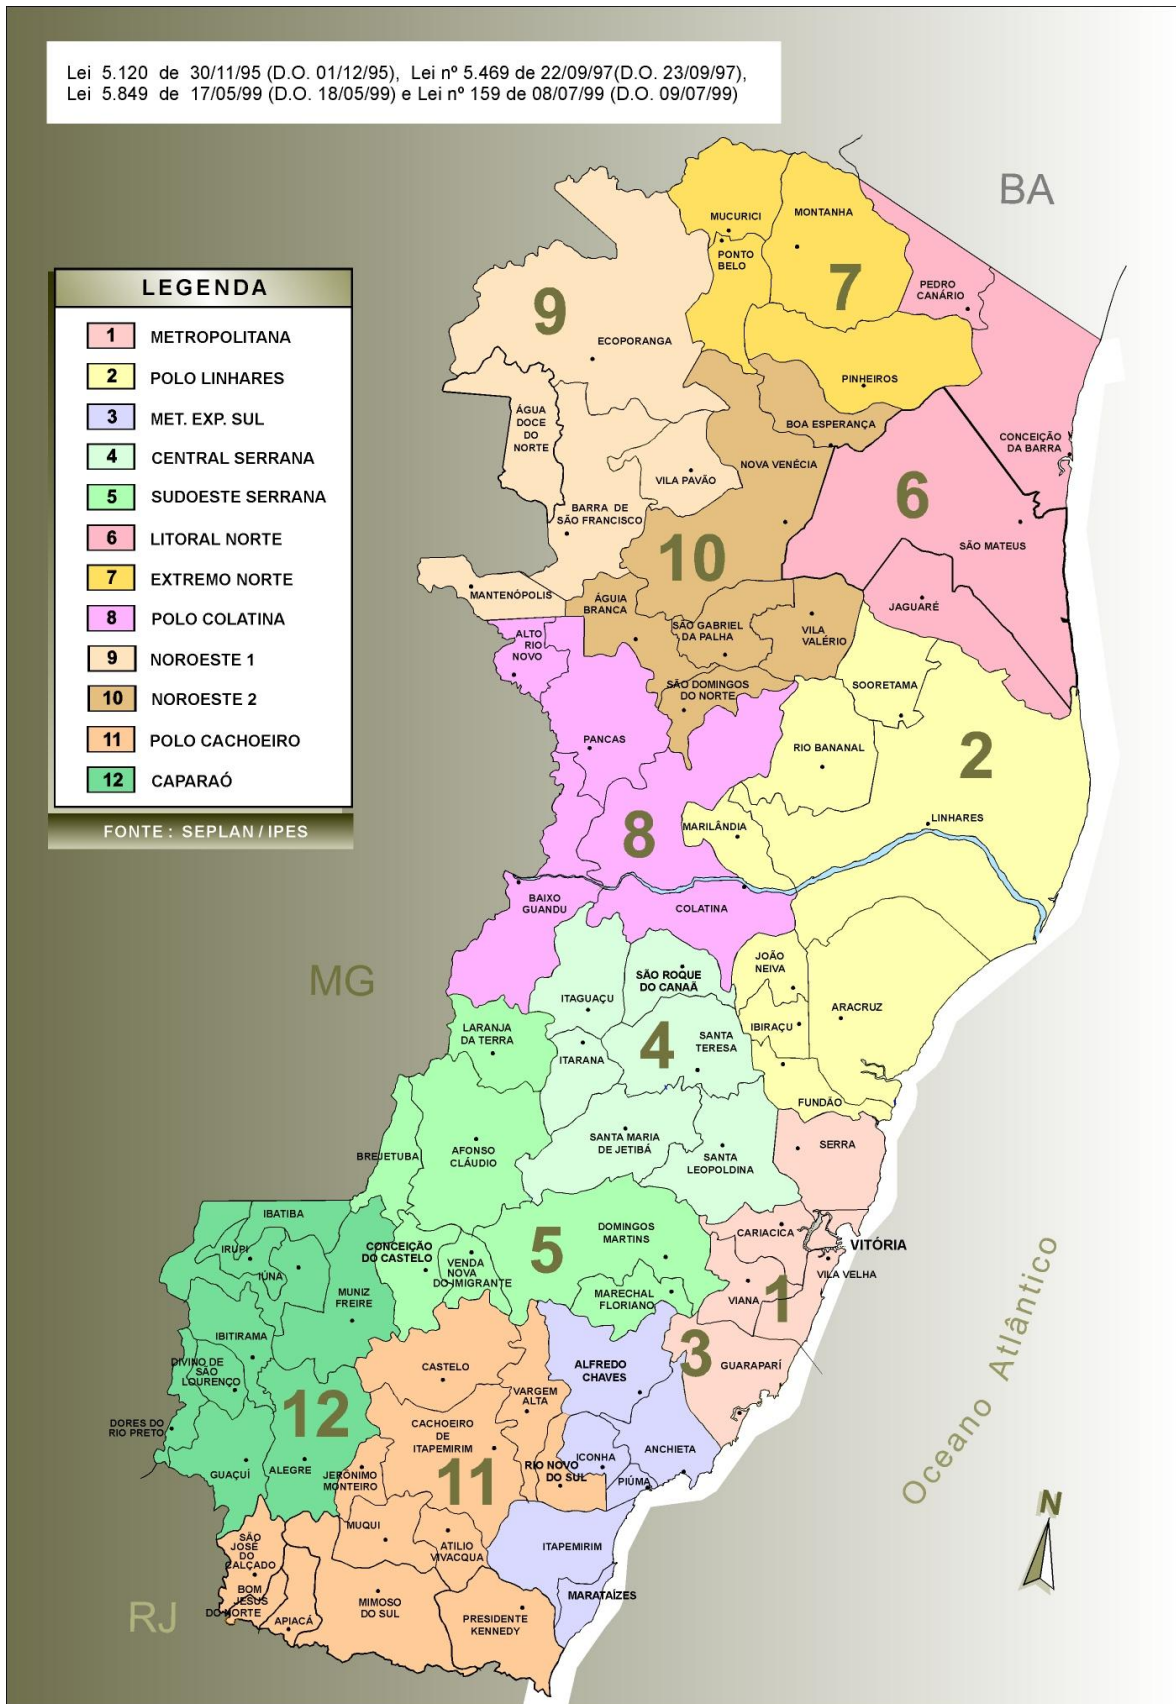 Lei 5.120 de 30/11/95 (D.O. 01/12/95), Lei nº 5.469 de 22/09/97(D.O. 23/09/97),
Lei 5.849 de 17/05/99 (D.O. 18/05/99) e Lei nº 159 de 08/07/99 (D.O. 09/07/99)
BA
MUCURICI
MONTANHA
PONTO
BELO
7
PEDRO
CANÁRIO
LEGENDA
1 METROPOLITANA
2 POLO LINHARES
3 MET. EXP. SUL
4 CENTRAL SERRANA
5 SUDOESTE SERRANA
6 LITORAL NORTE
7 EXTREMO NORTE
8 POLO COLATINA
9 NOROESTE 1
10 NOROESTE 2
11 POLO CACHOEIRO
12 CAPARAÓ
FONTE : SEPLAN / IPES
9
ECOPORANGA
PINHEIROS
ÁGUA
DOCE
DO
NORTE
BOA ESPERANÇA
CONCEIÇÃO
DA BARRA
NOVA VENÉCIA
VILA PAVÃO
6
BARRA DE
SÃO FRANCISCO
10
SÃO MATEUS
MANTENÓPOLIS
ÁGUIA
BRANCA
JAGUARÉ
SÃO GABRIEL
DA PALHA
VILA
VALÉRIO
ALTO
RIO
NOVO
SÃO DOMINGOS
DO NORTE
SOORETAMA
PANCAS
RIO BANANAL
2
8
MARILÂNDIA
LINHARES
BAIXO
GUANDU
COLATINA
MG
JOÃO
NEIVA
SÃO ROQUE
DO CANAÃ
ITAGUAÇU
ARACRUZ
LARANJA
DA TERRA
IBIRAÇU
4
SANTA
TERESA
ITARANA
FUNDÃO
SANTA MARIA
DE JETIBÁ
SERRA
BREJETUBA
AFONSO
CLÁUDIO
SANTA
LEOPOLDINA
IBATIBA
DOMINGOS
MARTINS
CARIACICA
VITÓRIA
IRUPI
IÚNA
CONCEIÇÃO
DO CASTELO
VENDA
NOVA
DO IMIGRANTE
5
VILA VELHA
MUNIZ
FREIRE
MARECHAL
FLORIANO
VIANA
1
IBITIRAMA
Oceano Atlântico
DIVINO DE
SÃO
LOURENÇO
CASTELO
ALFREDO
CHAVES
3
GUARAPARÍ
VARGEM
ALTA
12
DORES DO
RIO PRETO
CACHOEIRO
DE
ITAPEMIRIM
ANCHIETA
GUAÇUÍ
ALEGRE
JERÔNIMO
MONTEIRO
11
RIO NOVO
DO SUL
ICONHA
PIÚMA
N
MUQUI
SÃO
JOSÉ
DO
CALÇADO
ATILIO
VIVACQUA
ITAPEMIRIM
BOM
JESUS
DO NORTE
MARATAÍZES
RJ
APIACÁ
MIMOSO
DO SUL
PRESIDENTE
KENNEDY